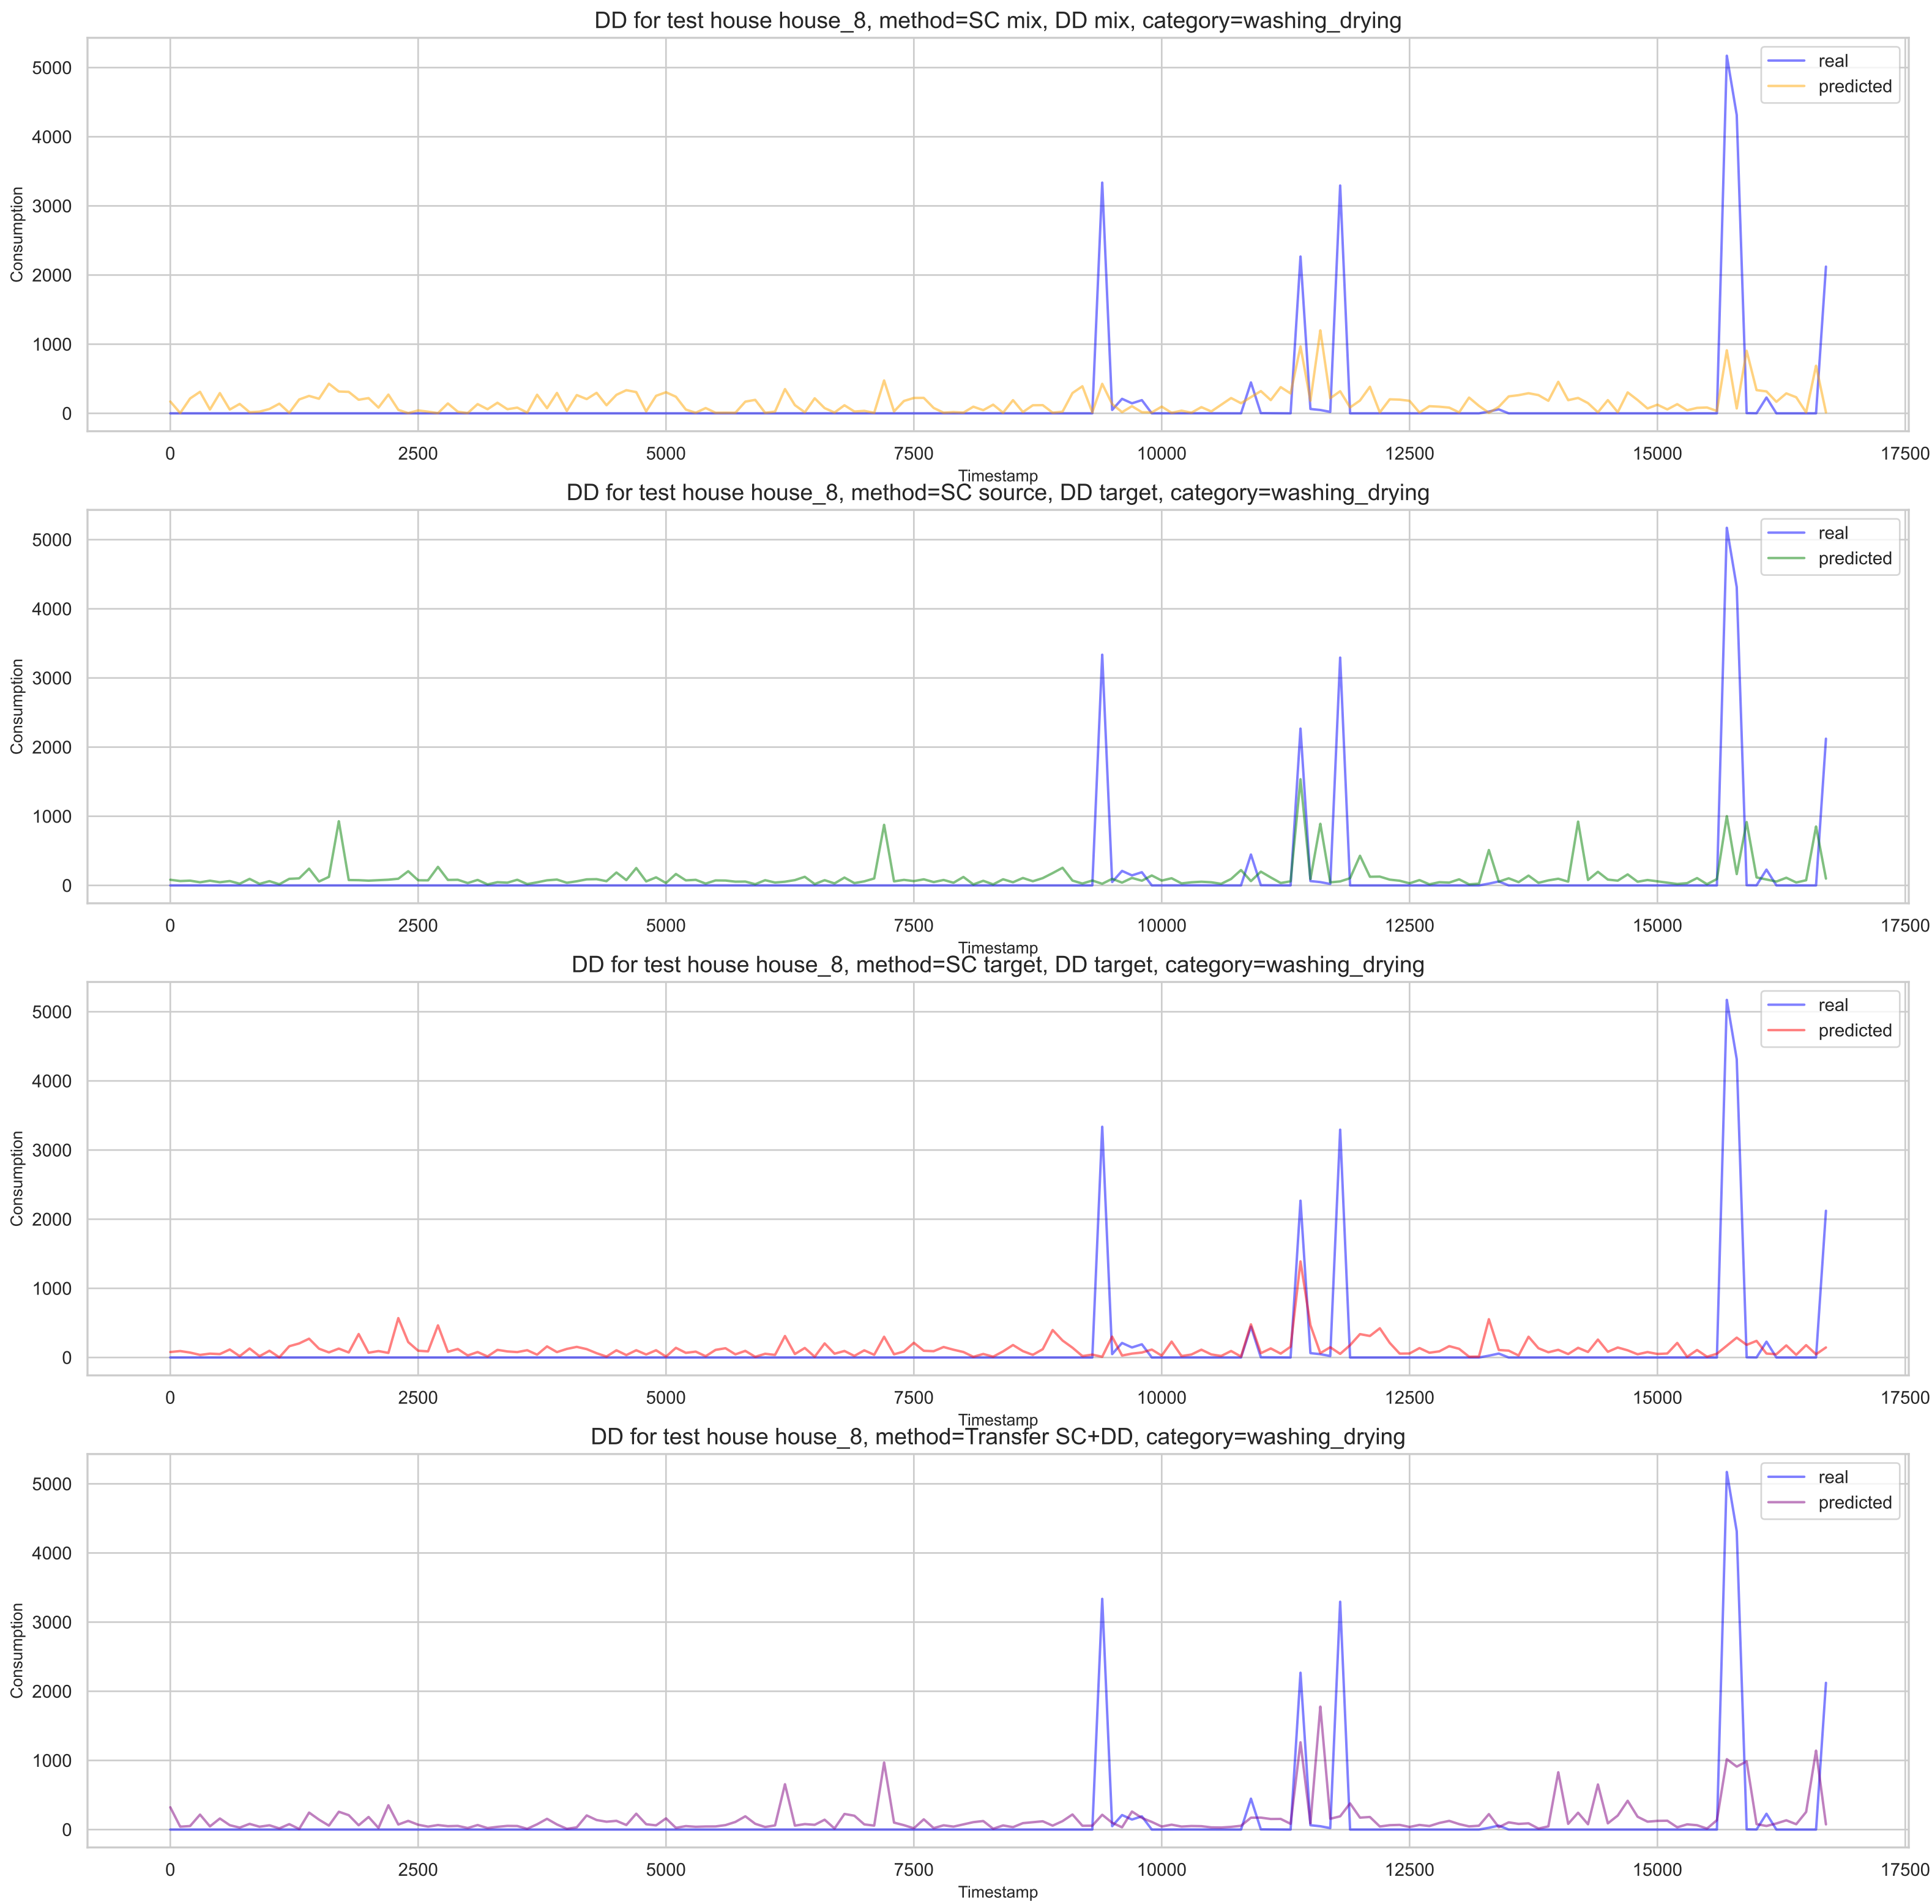 DD for test house house_8, method=SC mix, DD mix, category=washing_drying
real
predicted
5000
4000
3000
2000
1000
0
Consumption
0 2500 5000 7500 10000 12500 15000 17500
Timestamp
DD for test house house_8, method=SC source, DD target, category=washing_drying
real
predicted
5000
4000
3000
2000
1000
0
Consumption
0 2500 5000 7500 10000 12500 15000 17500
Timestamp
DD for test house house_8, method=SC target, DD target, category=washing_drying
real
predicted
5000
4000
3000
2000
1000
0
Consumption
0 2500 5000 7500 10000 12500 15000 17500
Timestamp
DD for test house house_8, method=Transfer SC+DD, category=washing_drying
real
predicted
5000
4000
3000
2000
1000
0
Consumption
0 2500 5000 7500 10000 12500 15000 17500
Timestamp